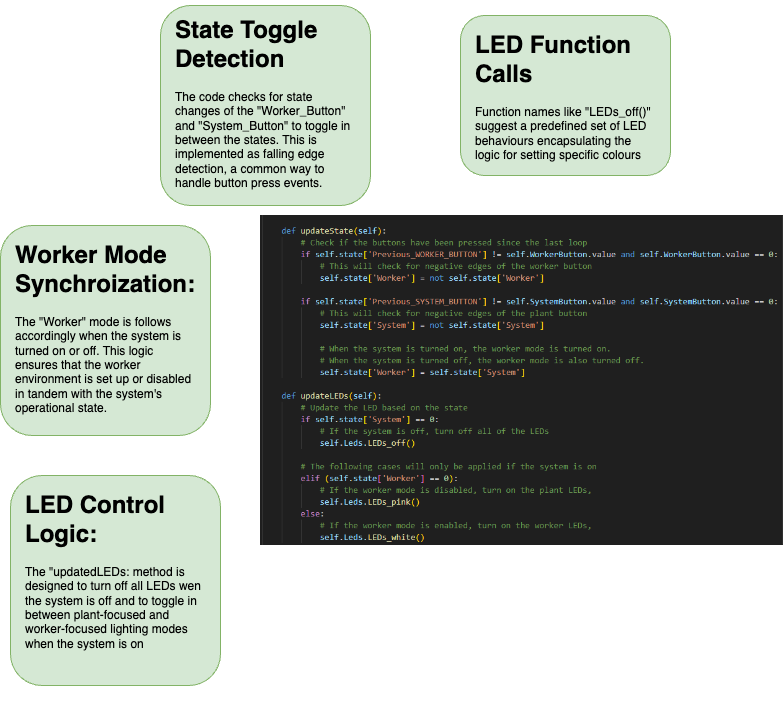 State Toggle
Detection
The code checks for state
changes of the "Worker_Button"
and "System_Button" to toggle in
between the states. This is
implemented as falling edge
detection, a common way to
handle button press events.
LED Function
Calls
Function names like "LEDs_off()"
suggest a predefined set of LED
behaviours encapsulating the
logic for setting specific colours
Worker Mode
Synchroization:
The "Worker" mode is follows
accordingly when the system is
turned on or off. This logic
ensures that the worker
environment is set up or disabled
in tandem with the system's
operational state.
def updateState(self):
# Check if the buttons have been pressed since the last loop
if self.state['Previous_WORKER_BUTTON'] != self.WorkerButton.value and self.WorkerButton.value == 0:
# This will check for negative edges of the worker button
self.state['Worker'] = not self.state['Worker']
if self.state['Previous_SYSTEM_BUTTON'] != self.SystemButton.value and self.SystemButton.value == 0:
# This will check for negative edges of the plant button
self.state['System'] = not self.state['System']
# When the system is turned on, the worker mode is turned on.
# When the system is turned off, the worker mode is also turned off.
self.state['Worker'] = self.state['System']
def updateLEDs(self):
# Update the LED based on the state
if self.state['System'] == 0:
# If the system is off, turn off all of the LEDs
self.Leds.LEDs_off()
# The following cases will only be applied if the system is on
elif (self.state['Worker'] == 0):
# If the worker mode is disabled, turn on the plant LEDs,
self.Leds.LEDs_pink()
else:
# If the worker mode is enabled, turn on the worker LEDs,
self.Leds.LEDs_white()
LED Control
Logic:
The "updatedLEDs: method is
designed to turn off all LEDs wen
the system is off and to toggle in
between plant-focused and
worker-focused lighting modes
when the system is on